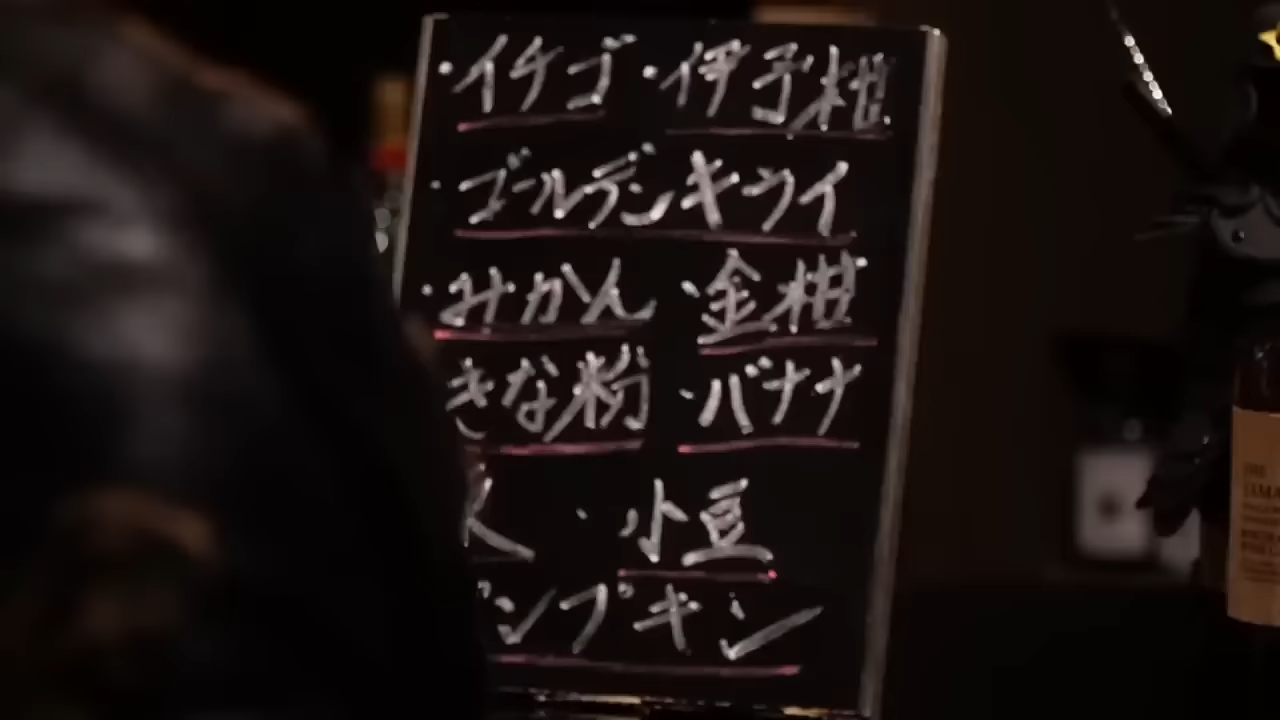 ・イチゴ ・伊予柑
・ゴールデンキウイ
・みかん ・金柑
きな粉 ・バナナ
・小豆
パンプキン